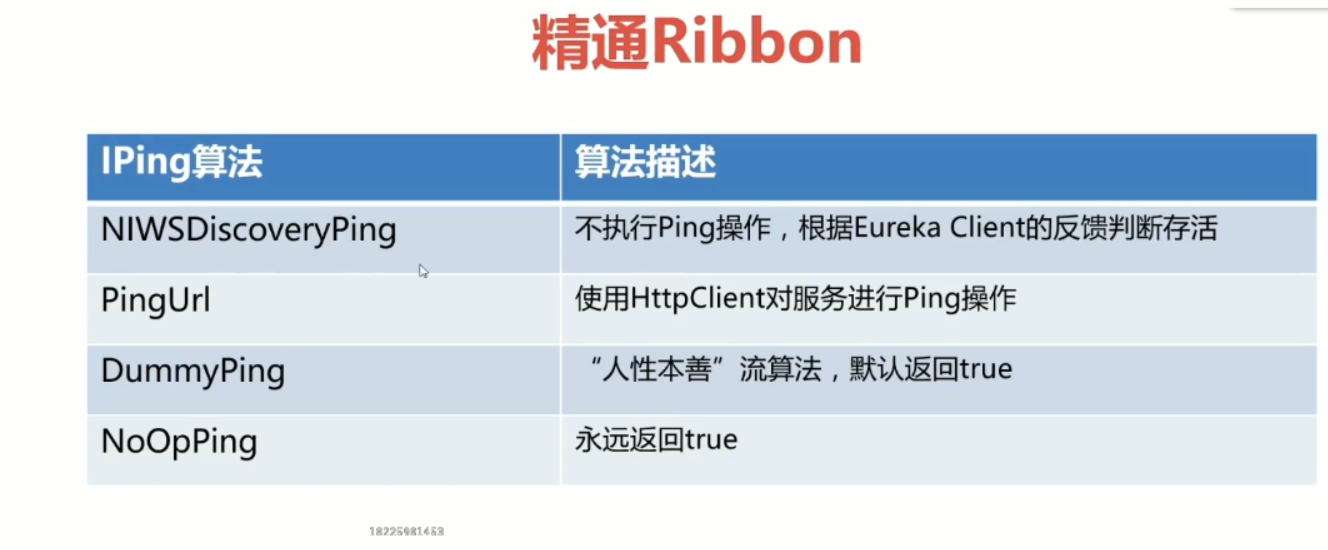 精通Ribbon
IPing算法 算法描述
NIWSDiscoveryPing 不执行Ping操作，根据Eureka Client的反馈判断存活
PingUrl 使用HttpClient对服务进行Ping操作
DummyPing “人性本善”流算法，默认返回true
NoOpPing 永远返回true
18225981453